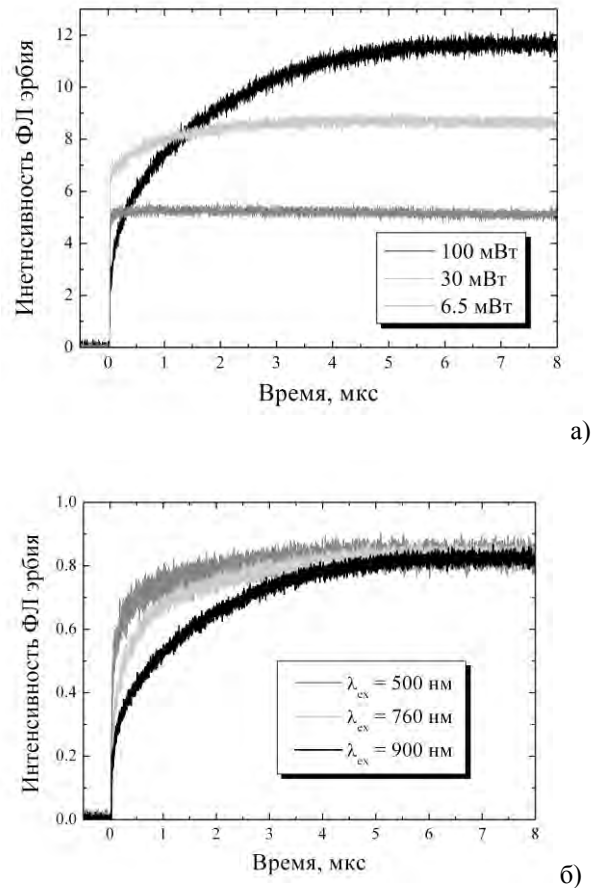 12
10
8
6
4
2
0
0 1 2 3 4 5 6 7 8
Инетнсивность ФЛ эрбия
100 мВт
30 мВт
6.5 мВт
Время, мкс
а)
1.0
0.8
0.6
0.4
0.2
0.0
0 1 2 3 4 5 6 7 8
Интенсивность ФЛ эрбия
λex = 500 нм
λex = 760 нм
λex = 900 нм
Время, мкс
б)